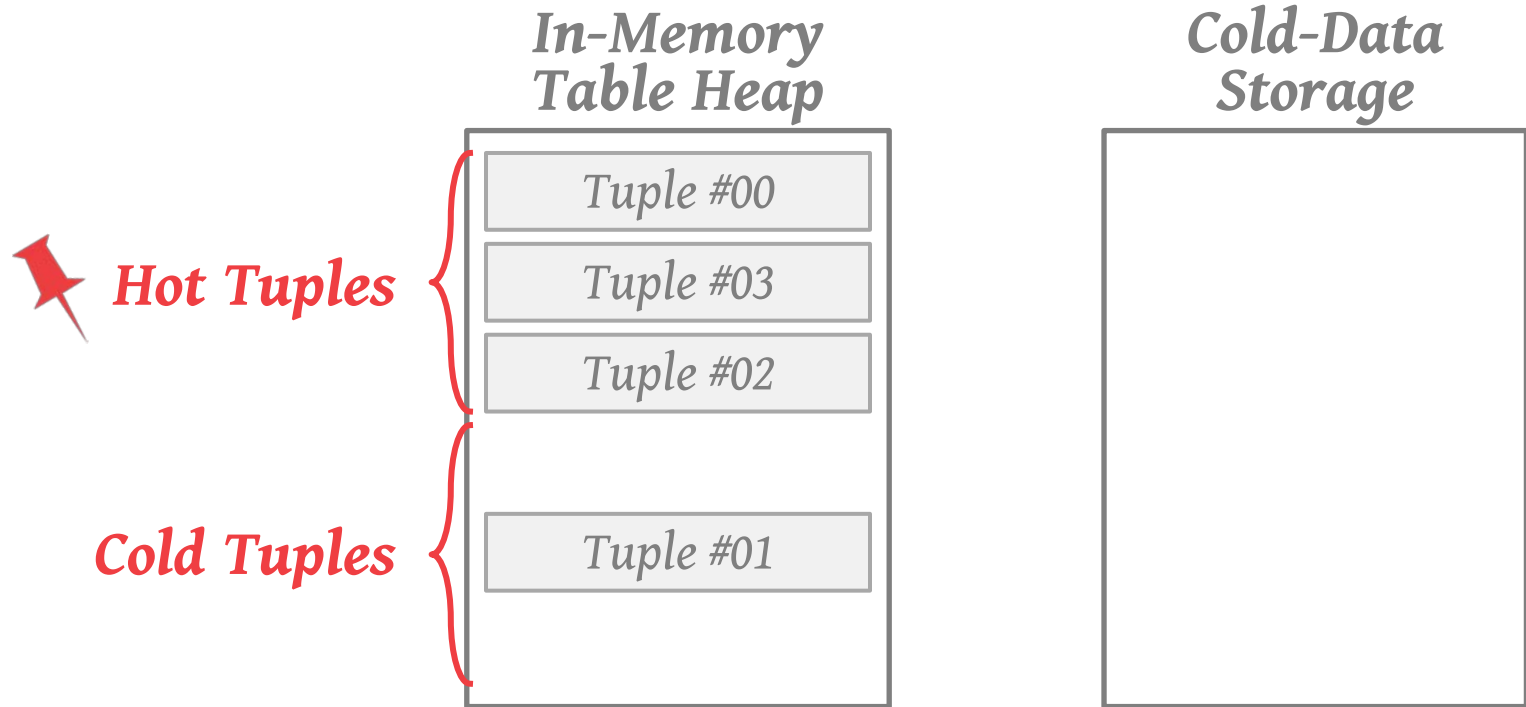 In-Memory
Table Heap
Cold-Data
Storage
Tuple #00
Hot Tuples
Tuple #03
Tuple #02
Cold Tuples
Tuple #01